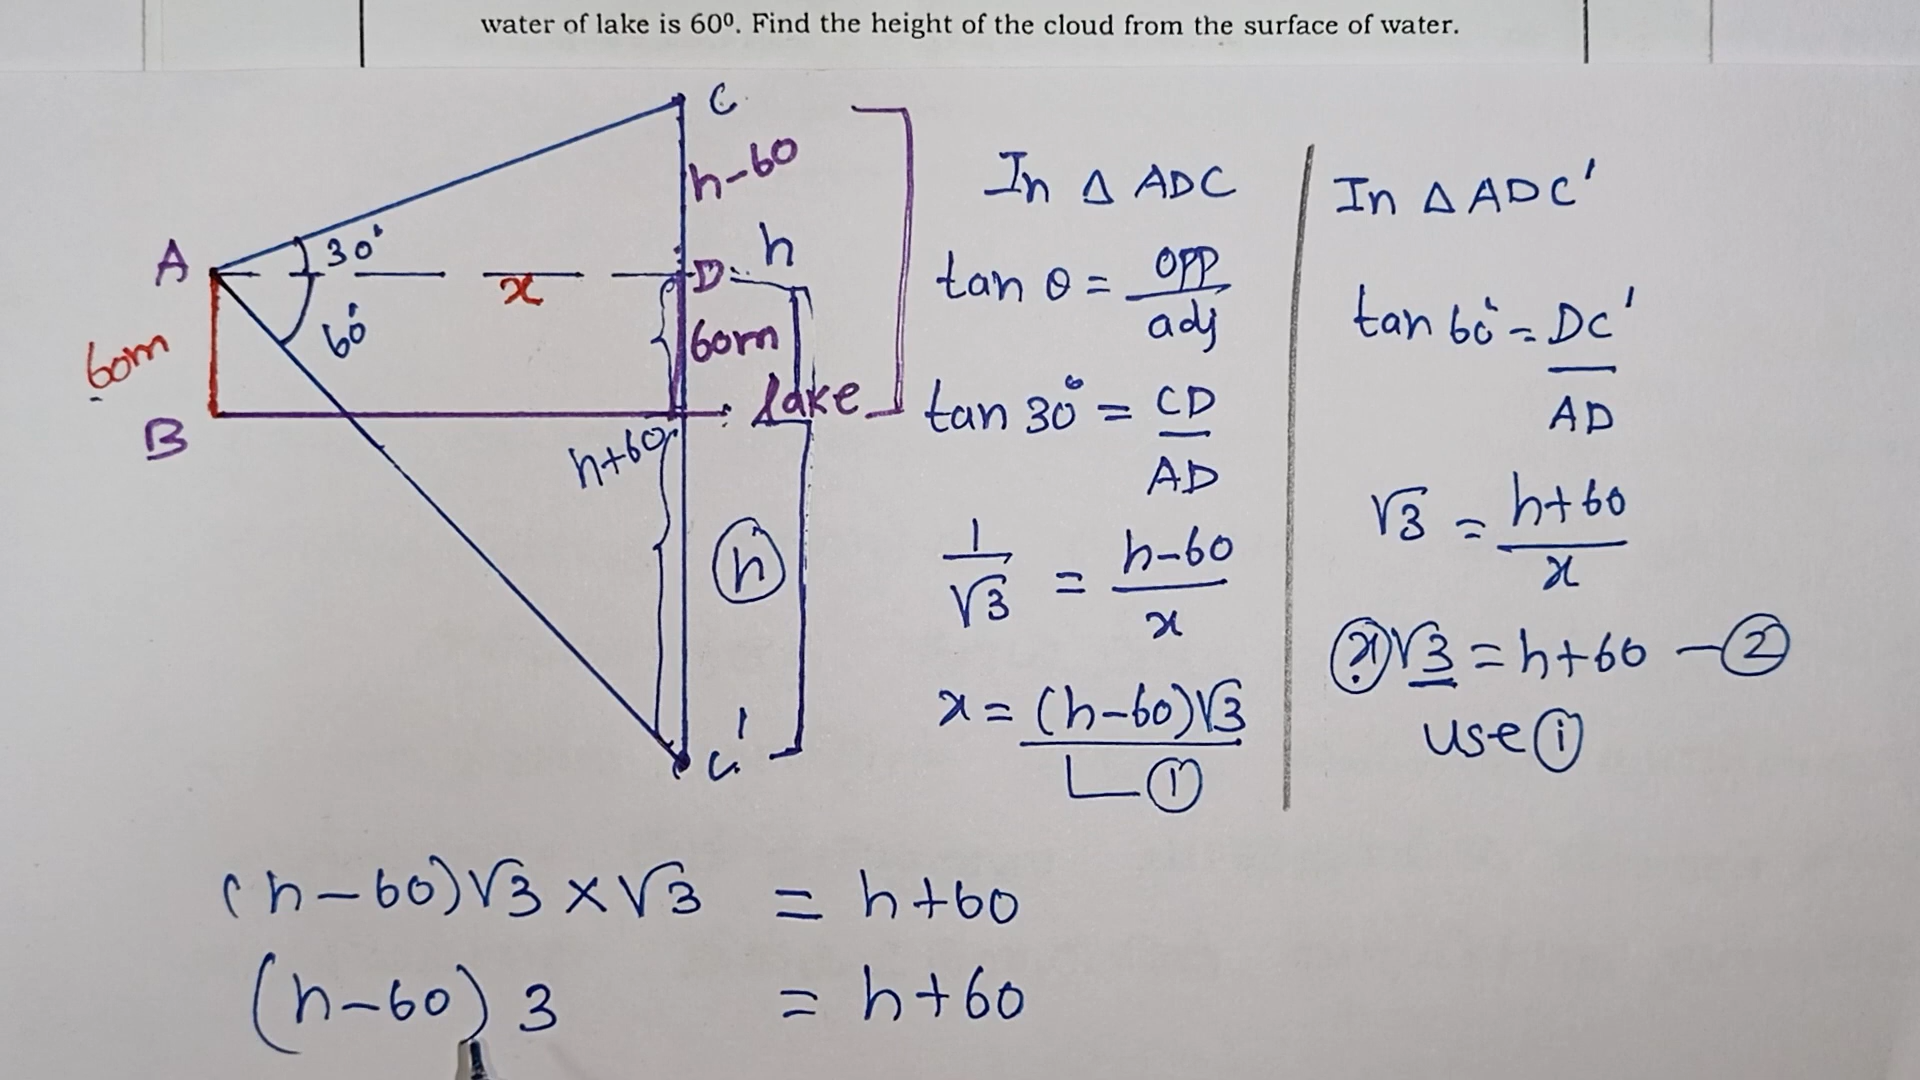 water of lake is 60⁰. Find the height of the cloud from the surface of water.
C
h-60
A
30°
60°
x
D
h
60m
60m
lake
B
h+60
h
C'
In △ ADC
tan θ = opp/adj
tan 30° = CD/AD
1/√3 = h-60/x
x = (h-60)√3
①
In △ ADC'
tan 60° = DC'/AD
√3 = h+60/x
x√3 = h+60 - ②
use ①
(h-60)√3 × √3 = h+60
(h-60) 3 = h+60